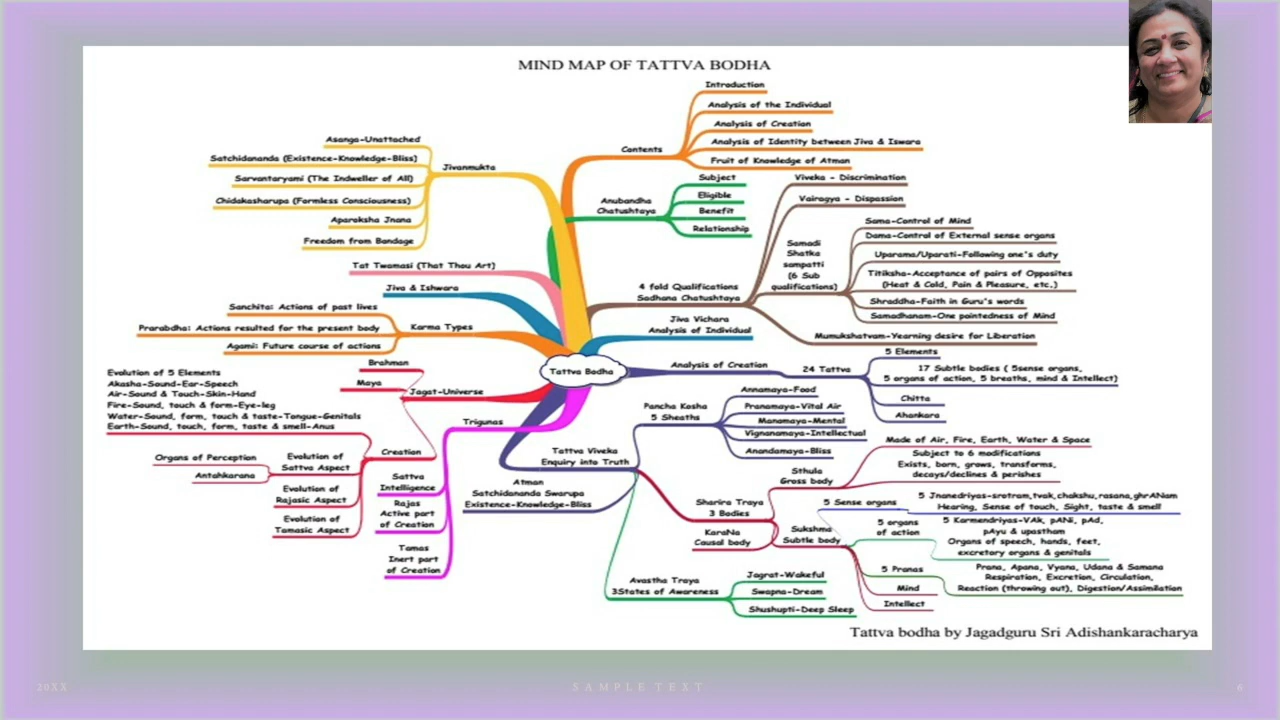 MIND MAP OF TATTVA BODHA
Introduction
Analysis of the Individual
Analysis of Creation
Analysis of Identity between Jiva & Iswara
Fruit of Knowledge of Atman
Contents
Anubandha
Chatushtaya
Subject
Eligible
Benefit
Relationship
Viveka - Discrimination
Vairagya - Dispassion
4 fold Qualifications
Sadhana Chatushtaya
Samadi
Shatka
sampatti
(6 Sub
qualifications)
Sama-Control of Mind
Dama-Control of External sense organs
Uparama/Uparati-Following one's duty
Titiksha-Acceptance of pairs of Opposites
(Heat & Cold, Pain & Pleasure, etc.)
Shraddha-Faith in Guru's words
Samadhanam-One pointedness of Mind
Mumukshatvam-Yearning desire for Liberation
Jiva Vichara
Analysis of Individual
Analysis of Creation
24 Tattva
5 Elements
17 Subtle bodies ( 5sense organs,
5 organs of action, 5 breaths, mind & Intellect)
Chitta
Ahankara
Tattva Bodha
Tattva Viveka
Enquiry into Truth
Pancha Kosha
5 Sheaths
Annamaya-Food
Pranamaya-Vital Air
Manomaya-Mental
Vignanamaya-Intellectual
Anandamaya-Bliss
Sharira Traya
3 Bodies
Sthula
Gross body
Made of Air, Fire, Earth, Water & Space
Subject to 6 modifications
Exists, born, grows, transforms,
decays/declines & perishes
Sukshma
Subtle body
5 Sense organs
5 Jnanedriyas-srotram,tvak,chakshu,rasana,ghrANam
Hearing, Sense of touch, Sight, taste & smell
5 organs
of action
5 Karmendriyas-VAk, pANi, pAd,
pAyu & upastham
Organs of speech, hands, feet,
excretory organs & genitals
5 Pranas
Prana, Apana, Vyana, Udana & Samana
Respiration, Excretion, Circulation,
Reaction (throwing out), Digestion/Assimilation
Mind
Intellect
KaraNa
Causal body
Avastha Traya
3States of Awareness
Jagrat-Wakeful
Swapna-Dream
Shushupti-Deep Sleep
Atman
Satchidananda Swarupa
Existence-Knowledge-Bliss
Trigunas
Sattva
Intelligence
Rajas
Active part
of Creation
Tamas
Inert part
of Creation
Jagat-Universe
Brahman
Maya
Creation
Evolution of 5 Elements
Akasha-Sound-Ear-Speech
Air-Sound & Touch-Skin-Hand
Fire-Sound, touch & form-Eye-leg
Water-Sound, form, touch & taste-Tongue-Genitals
Earth-Sound, touch, form, taste & smell-Anus
Evolution of
Sattva Aspect
Organs of Perception
Antahkarana
Evolution of
Rajasic Aspect
Evolution of
Tamasic Aspect
Karma Types
Sanchita: Actions of past lives
Prarabdha: Actions resulted for the present body
Agami: Future course of actions
Jiva & Ishwara
Tat Twamasi (That Thou Art)
Jivanmukta
Asanga-Unattached
Satchidananda (Existence-Knowledge-Bliss)
Sarvantaryami (The Indweller of All)
Chidakasharupa (Formless Consciousness)
Aparoksha Jnana
Freedom from Bondage
Tattva bodha by Jagadguru Sri Adishankaracharya
20XX
SAMPLE TEXT
6